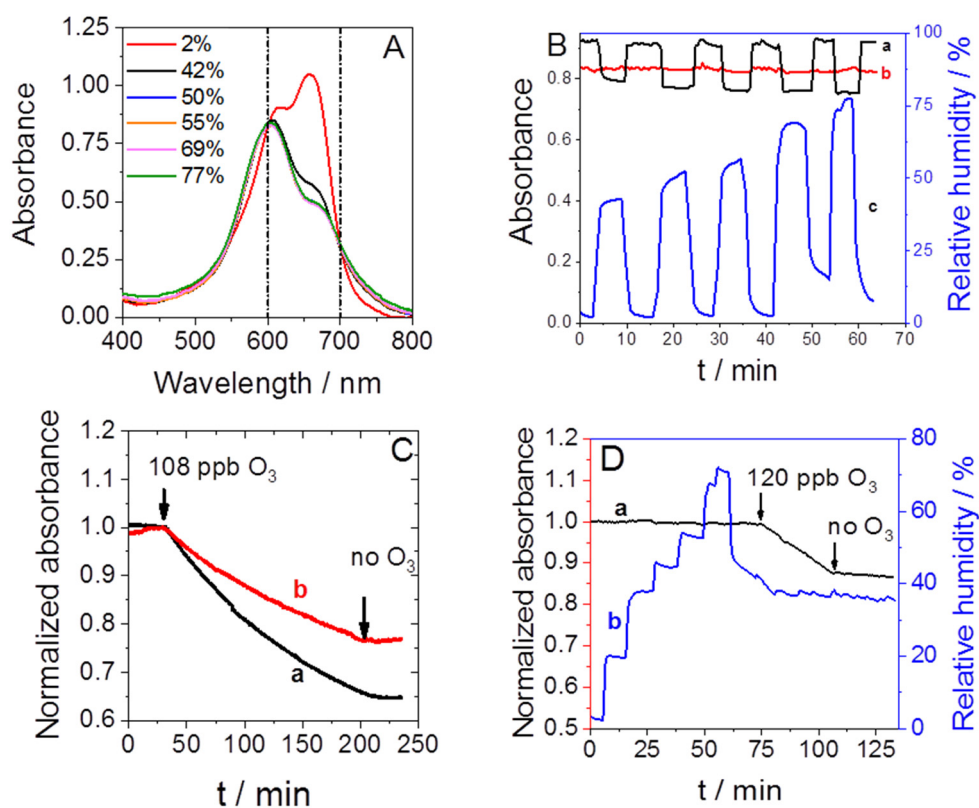 A
2%
42%
50%
55%
69%
77%
1.25
1.00
0.75
0.50
0.25
0.00
Absorbance
400 500 600 700 800
Wavelength / nm
B
a
b
c
0.8
0.6
0.4
0.2
0.0
Absorbance
100
75
50
25
0
Relative humidity / %
0 10 20 30 40 50 60 70
t / min
C
108 ppb O3
no O3
b
a
1.2
1.1
1.0
0.9
0.8
0.7
0.6
Normalized absorbance
0 50 100 150 200 250
t / min
D
120 ppb O3
no O3
a
b
1.2
1.1
1.0
0.9
0.8
0.7
0.6
0.5
Normalized absorbance
80
60
40
20
0
Relative humidity / %
0 25 50 75 100 125
t / min